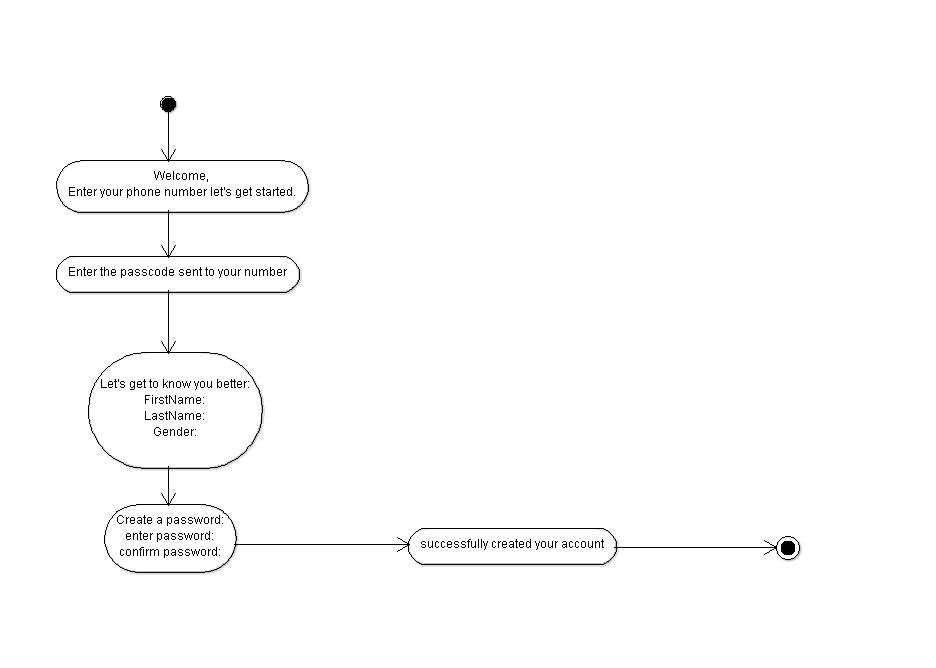 Welcome,
Enter your phone number let's get started.
Enter the passcode sent to your number
Let's get to know you better:
FirstName:
LastName:
Gender:
Create a password:
enter password:
confirm password:
successfully created your account